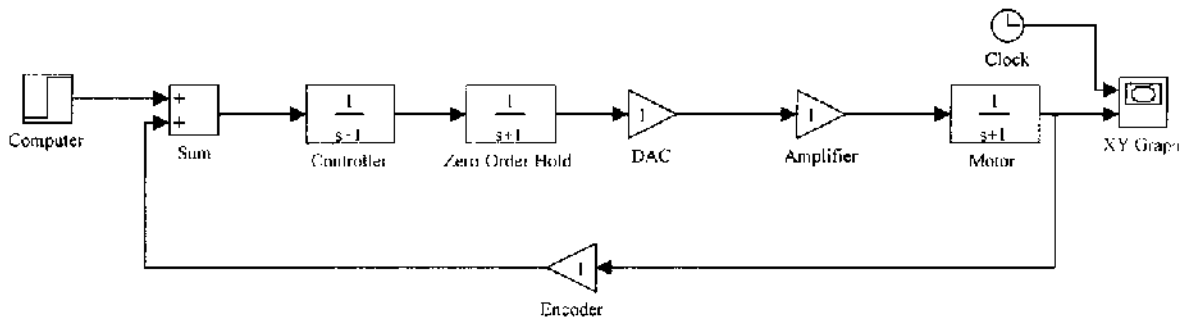 Clock
1
s+1
1
s+1
1
1
1
s+1
+
+
Computer
Sum
Controller
Zero Order Hold
DAC
Amplifier
Motor
XY Graph
1
Encoder